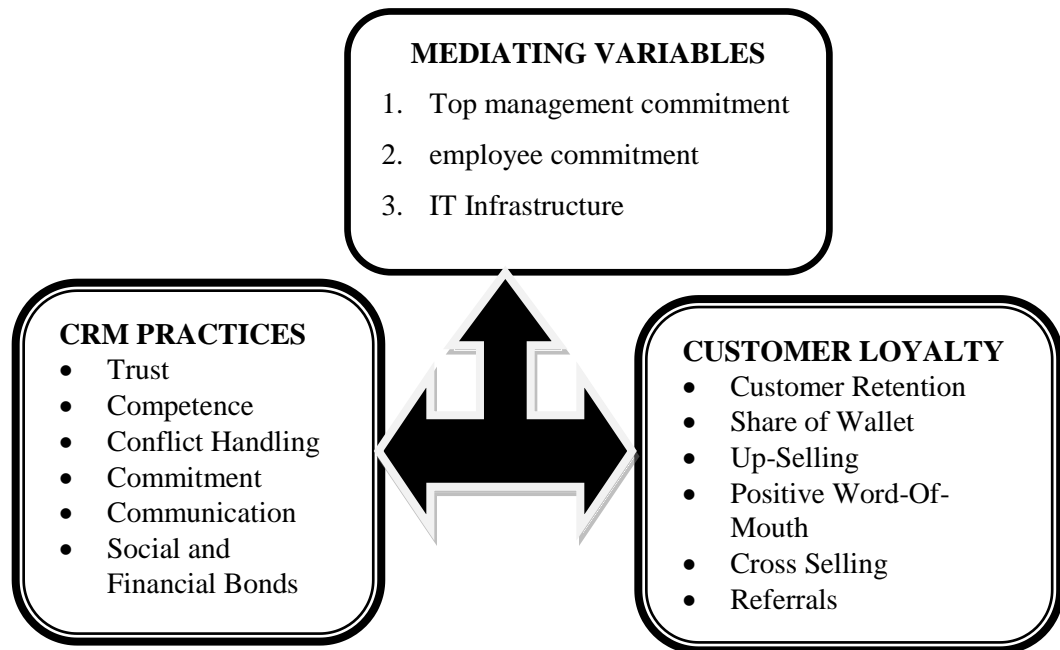 MEDIATING VARIABLES
1. Top management commitment
2. employee commitment
3. IT Infrastructure
CRM PRACTICES
• Trust
• Competence
• Conflict Handling
• Commitment
• Communication
• Social and
Financial Bonds
CUSTOMER LOYALTY
• Customer Retention
• Share of Wallet
• Up-Selling
• Positive Word-Of-
Mouth
• Cross Selling
• Referrals